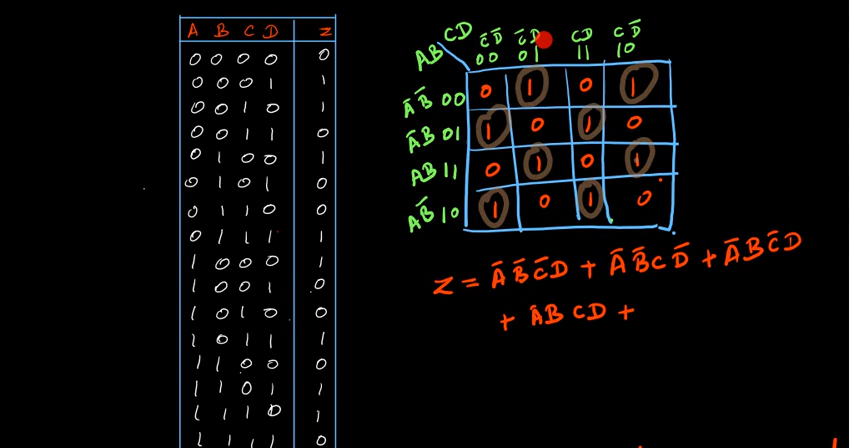 A B C D Z
0 0 0 0 0
0 0 0 1 1
0 0 1 0 1
0 0 1 1 0
0 1 0 0 1
0 1 0 1 0
0 1 1 0 0
0 1 1 1 1
1 0 0 0 1
1 0 0 1 0
1 0 1 0 0
1 0 1 1 1
1 1 0 0 0
1 1 0 1 1
1 1 1 0 1
1 1 1 1 0
CD
AB
C̄D̄ C̄D CD CD̄
00 01 11 10
ĀB̄ 00 0 1 0 1
ĀB 01 1 0 1 0
AB 11 0 1 0 1
AB̄ 10 1 0 1 0
Z = ĀB̄C̄D + ĀB̄CD̄ + ĀBC̄D
+ ĀBCD +